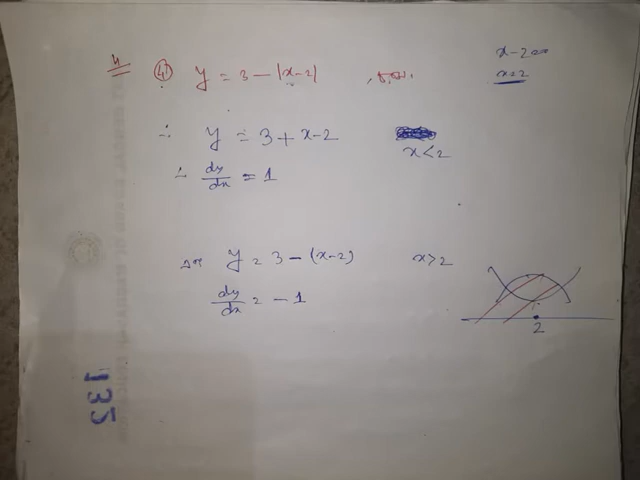 4
④ y = 3 - |x-2|
x-2=0
x=2
∴ y = 3 + x-2 x<2
∴ dy/dx = 1
y = 3 - (x-2) x>2
dy/dx = -1
2
135